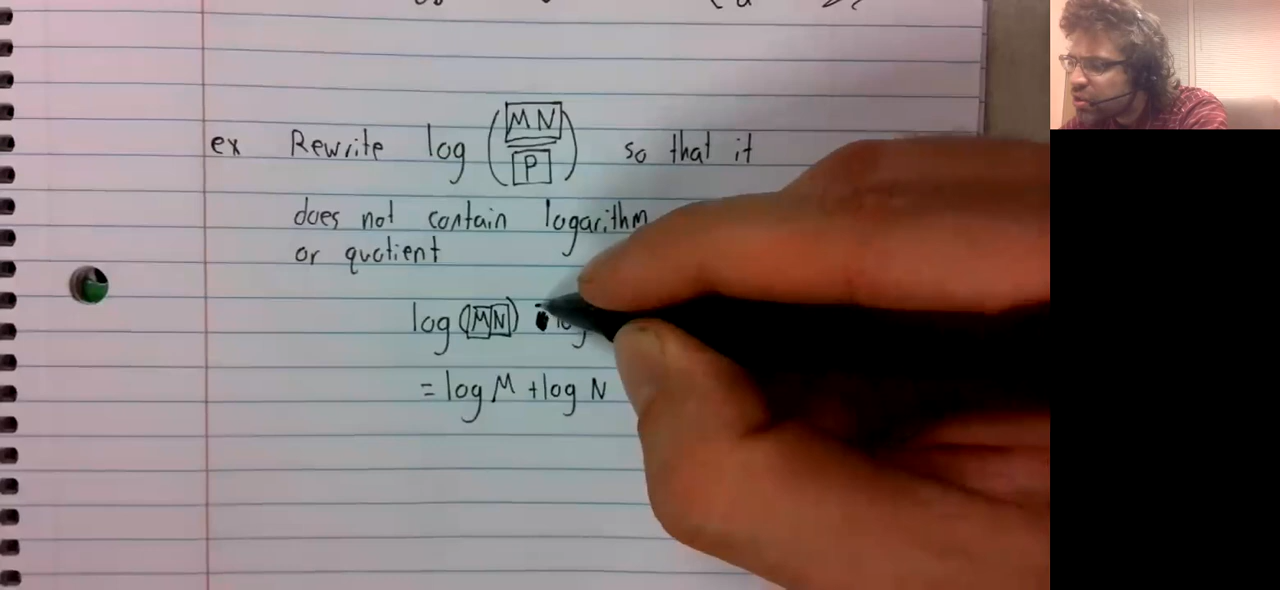 ex Rewrite log (MN/P) so that it
does not contain logarithm
or quotient
log (MN)
= log M + log N